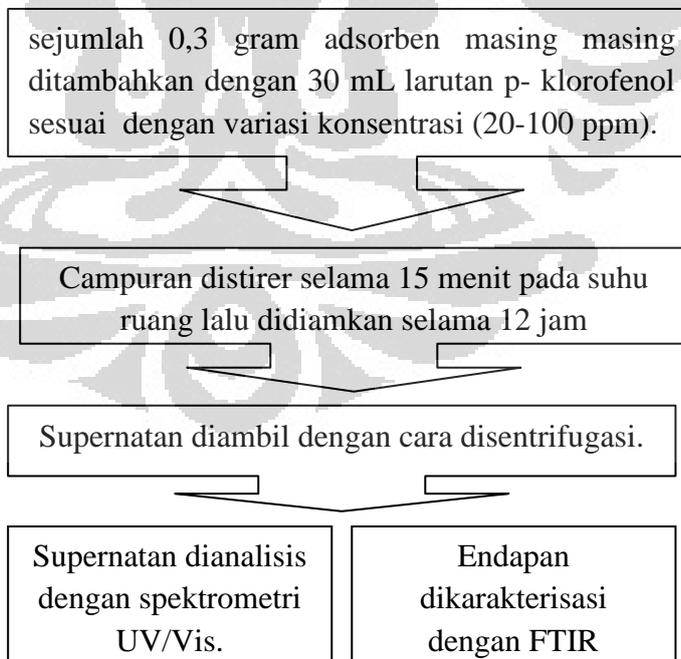 sejumlah 0,3 gram adsorben masing masing
ditambahkan dengan 30 mL larutan p- klorofenol
sesuai dengan variasi konsentrasi (20-100 ppm).
Campuran distirer selama 15 menit pada suhu
ruang lalu didiamkan selama 12 jam
Supernatan diambil dengan cara disentrifugasi.
Supernatan dianalisis
dengan spektrometri
UV/Vis.
Endapan
dikarakterisasi
dengan FTIR